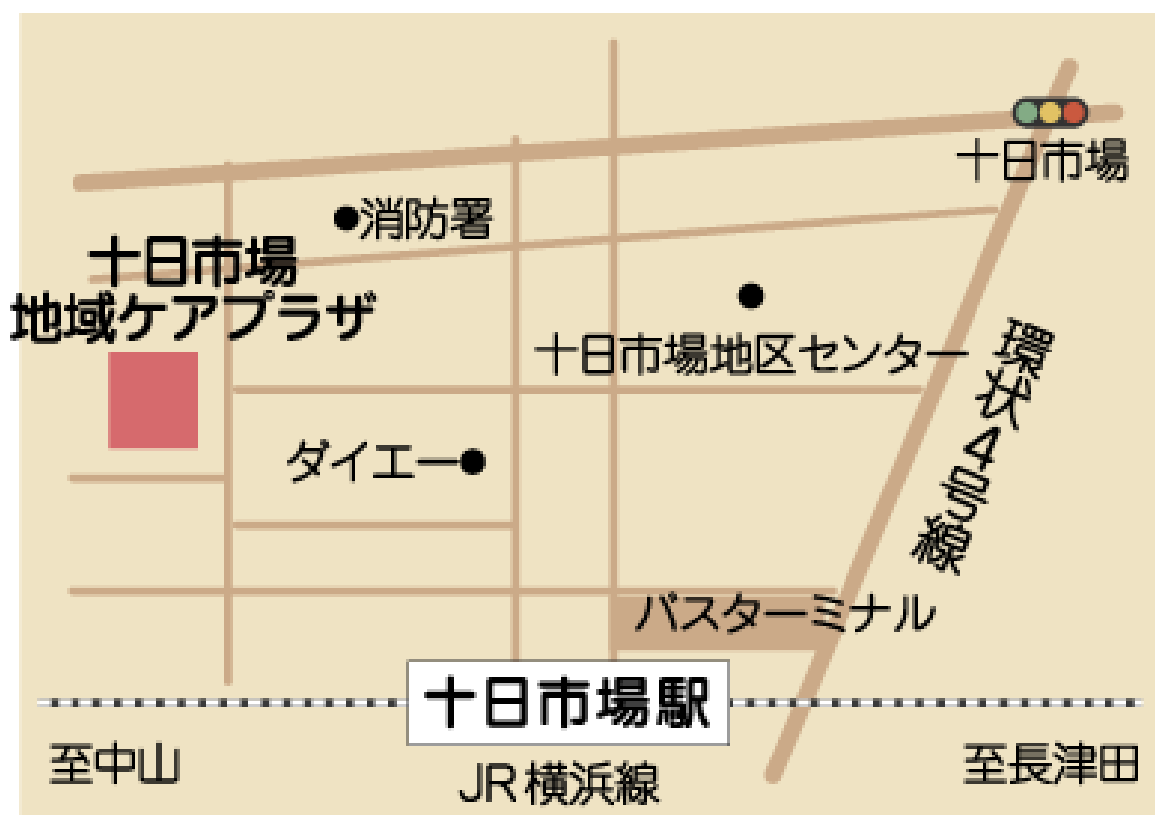 十日市場
消防署
十日市場
地域ケアプラザ
十日市場地区センター
環状4号線
ダイエー
バスターミナル
十日市場駅
至中山
至長津田
JR横浜線